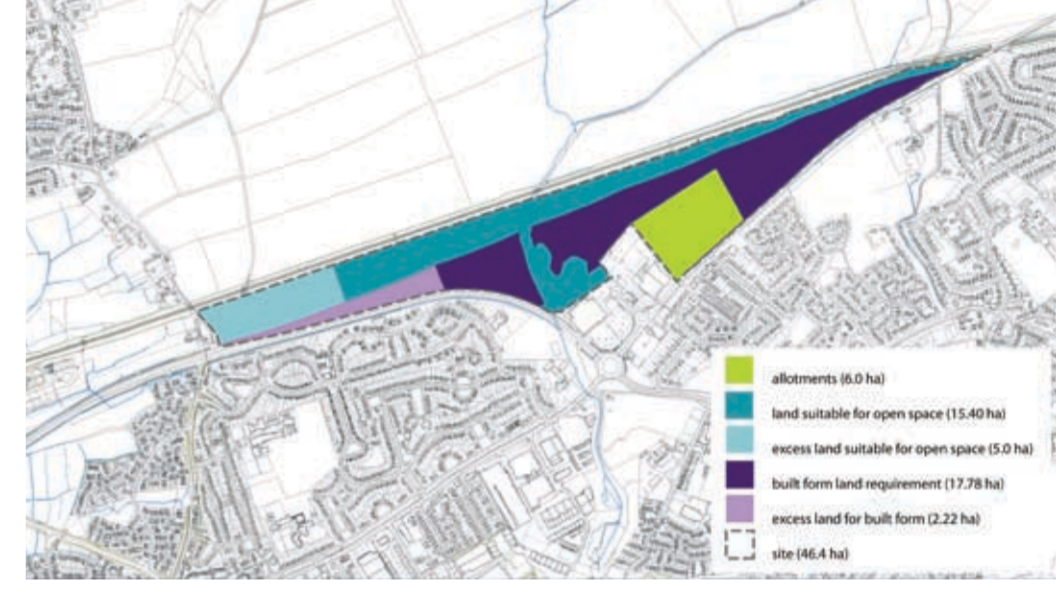 allotments (6.0 ha)
land suitable for open space (15.40 ha)
excess land suitable for open space (5.0 ha)
built form land requirement (17.78 ha)
excess land for built form (2.22 ha)
site (46.4 ha)